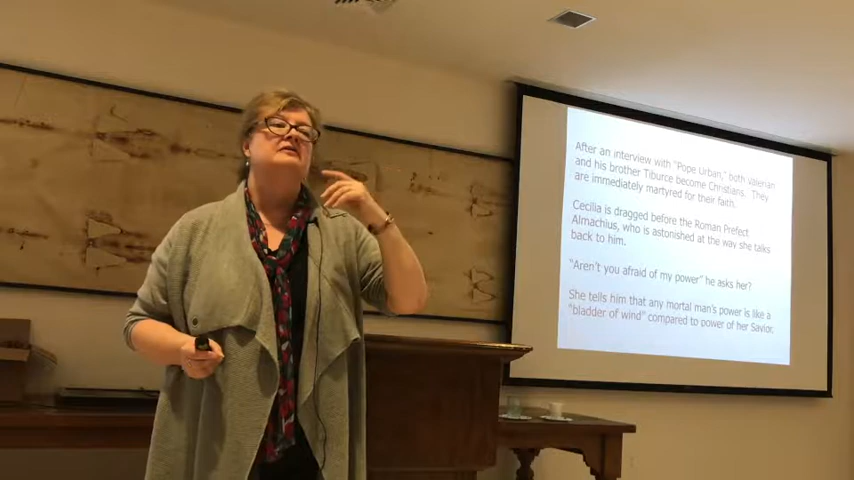 After an interview with "Pope Urban," both Valerian
and his brother Tiburce become Christians.  They
are immediately martyred for their faith.
Cecilia is dragged before the Roman Prefect
Almachius, who is astonished at the way she talks
back to him.
"Aren't you afraid of my power" he asks her?
She tells him that any Mortal man's power is like a
"bladder of wind" compared to power of her Savior.